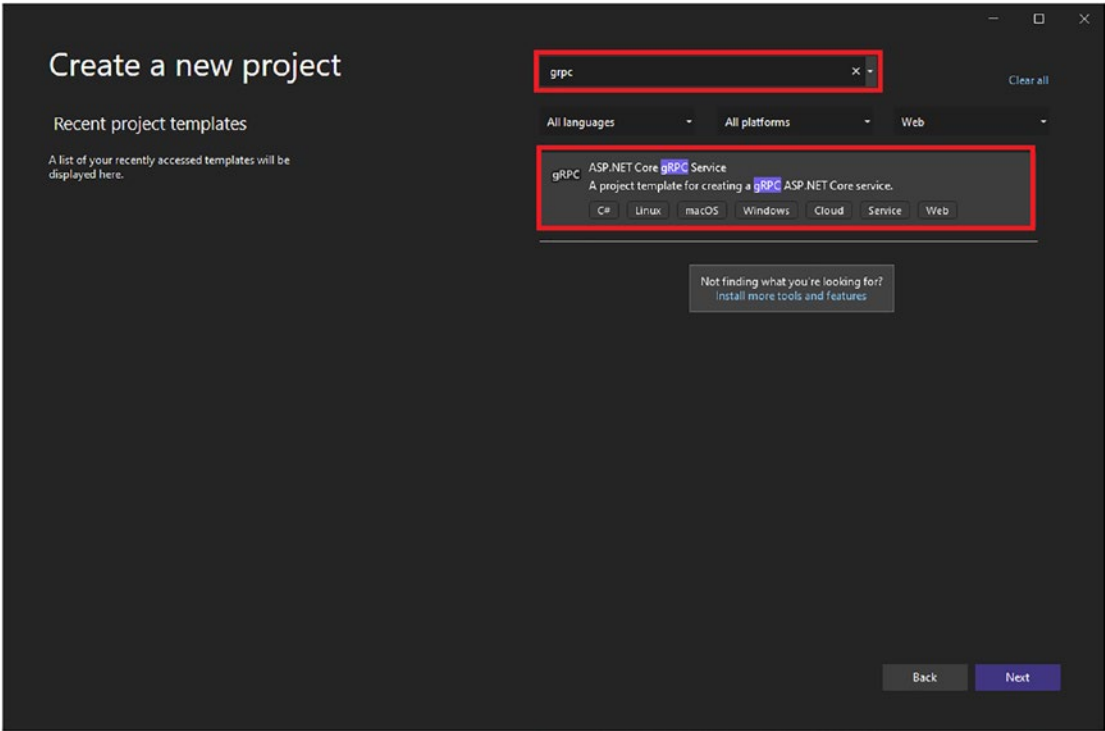 Create a new project
grpc
Clear all
Recent project templates
All languages
All platforms
Web
A list of your recently accessed templates will be
displayed here.
gRPC
ASP.NET Core gRPC Service
A project template for creating a gRPC ASP.NET Core service.
C# Linux macOS Windows Cloud Service Web
Not finding what you're looking for?
Install more tools and features
Back
Next